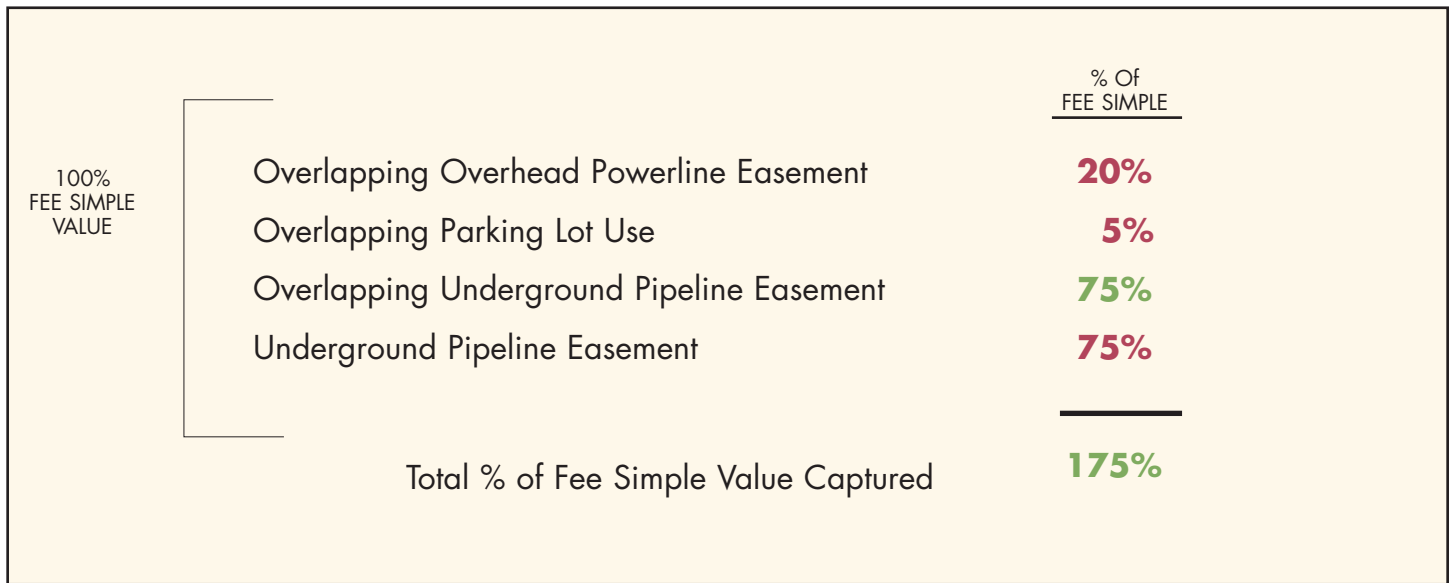 % Of
FEE SIMPLE
100%
FEE SIMPLE
VALUE
Overlapping Overhead Powerline Easement 20%
Overlapping Parking Lot Use 5%
Overlapping Underground Pipeline Easement 75%
Underground Pipeline Easement 75%
Total % of Fee Simple Value Captured 175%